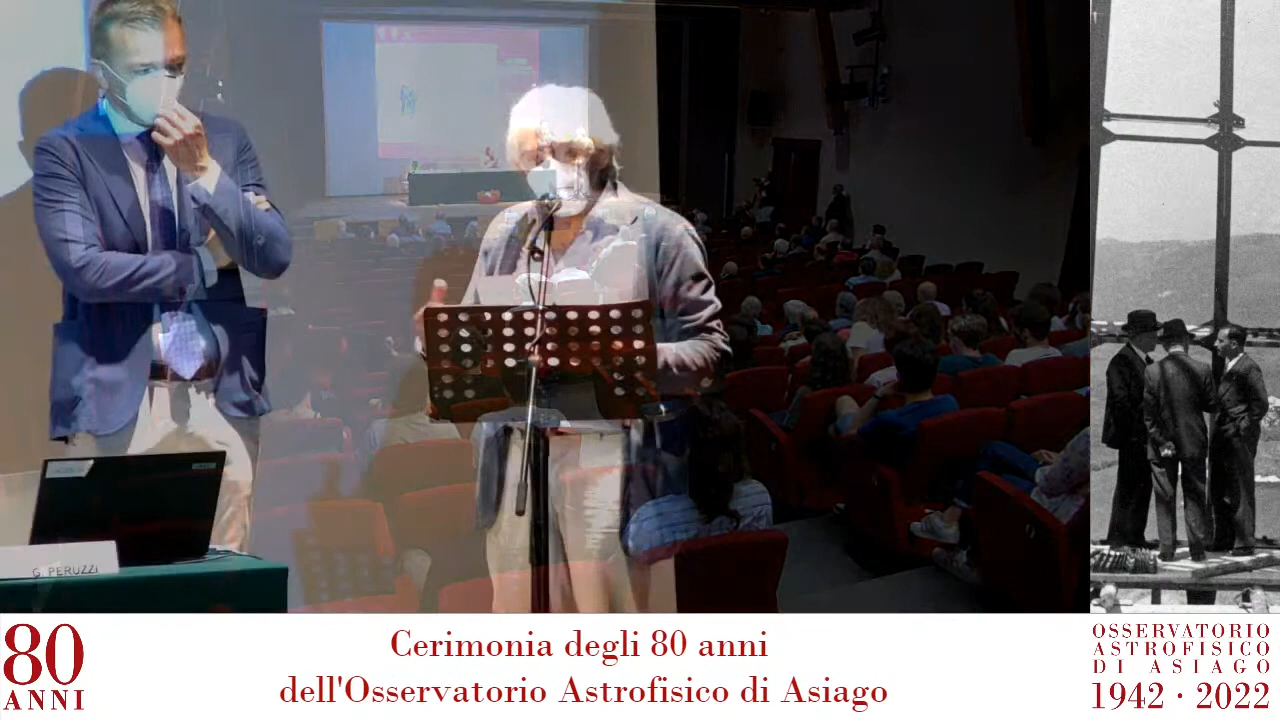 G. PERUZZI
80
ANNI
Cerimonia degli 80 anni
dell'Osservatorio Astrofisico di Asiago
OSSERVATORIO
ASTROFISICO
DI ASIAGO
1942 · 2022